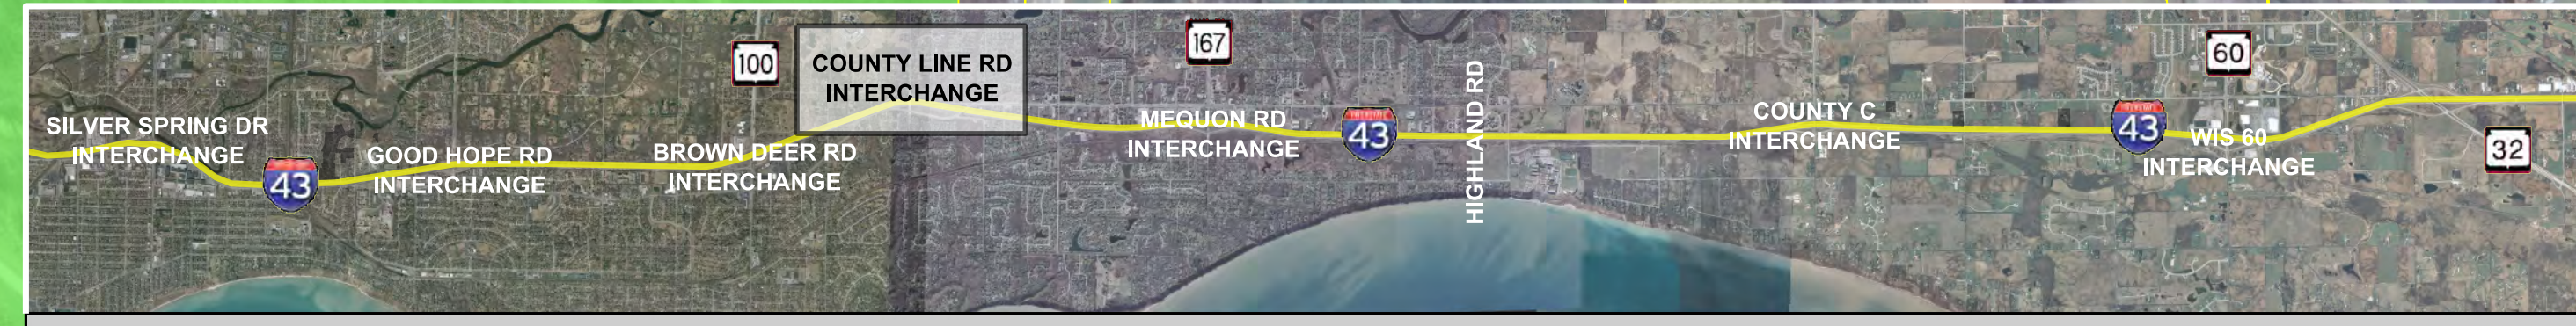 SILVER SPRING DR
INTERCHANGE
43
GOOD HOPE RD
INTERCHANGE
100
BROWN DEER RD
INTERCHANGE
COUNTY LINE RD
INTERCHANGE
167
MEQUON RD
INTERCHANGE
43
HIGHLAND RD
COUNTY C
INTERCHANGE
43
60
WIS 60
INTERCHANGE
32